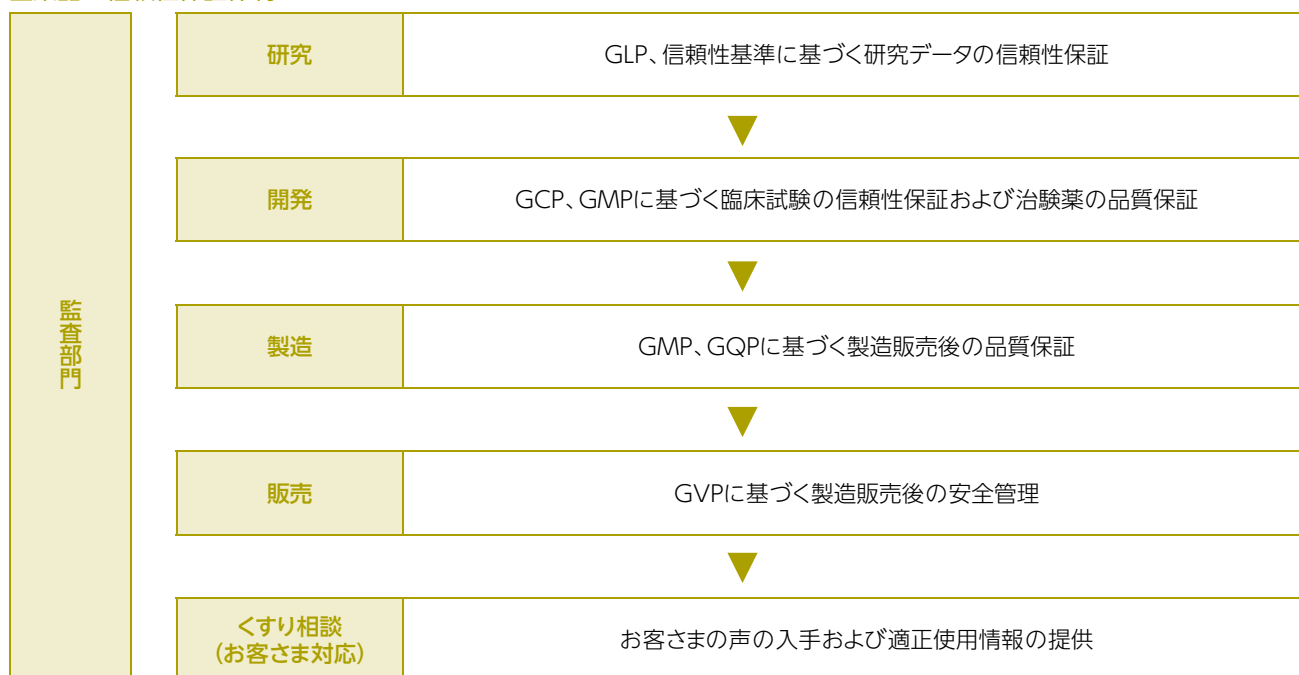 監査部門
研究
GLP、信頼性基準に基づく研究データの信頼性保証
開発
GCP、GMPに基づく臨床試験の信頼性保証および治験薬の品質保証
製造
GMP、GQPに基づく製造販売後の品質保証
販売
GVPに基づく製造販売後の安全管理
くすり相談
(お客さま対応)
お客さまの声の入手および適正使用情報の提供